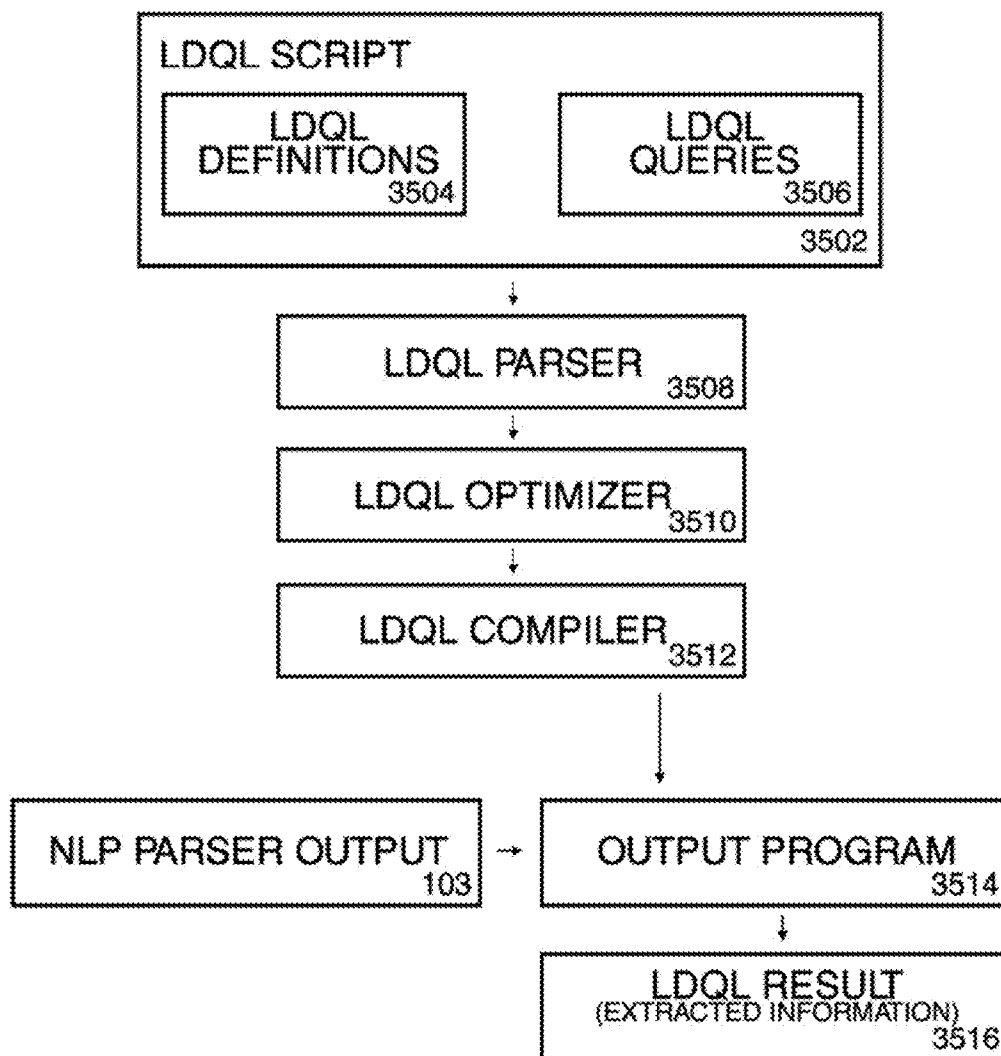 LDQL SCRIPT
LDQL
DEFINITIONS
3504
LDQL
QUERIES
3506
3502
LDQL PARSER
3508
LDQL OPTIMIZER
3510
LDQL COMPILER
3512
NLP PARSER OUTPUT
103
OUTPUT PROGRAM
3514
LDQL RESULT
(EXTRACTED INFORMATION)
3516